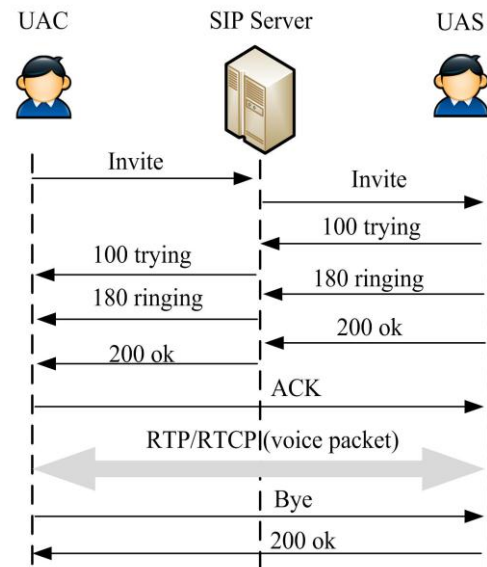 UAC SIP Server UAS
Invite
Invite
100 trying
100 trying
180 ringing
180 ringing
200 ok
200 ok
ACK
RTP/RTCP (voice packet)
Bye
200 ok